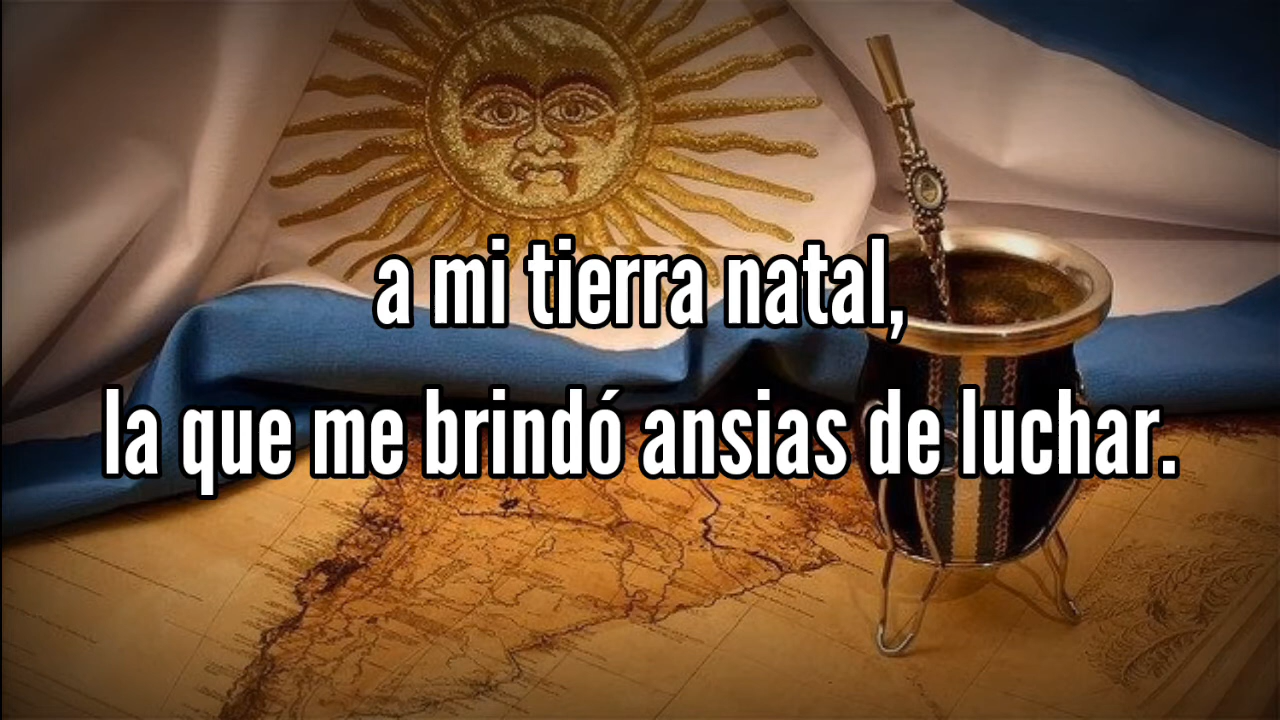 a mi tierra natal,
la que me brindó ansias de luchar.